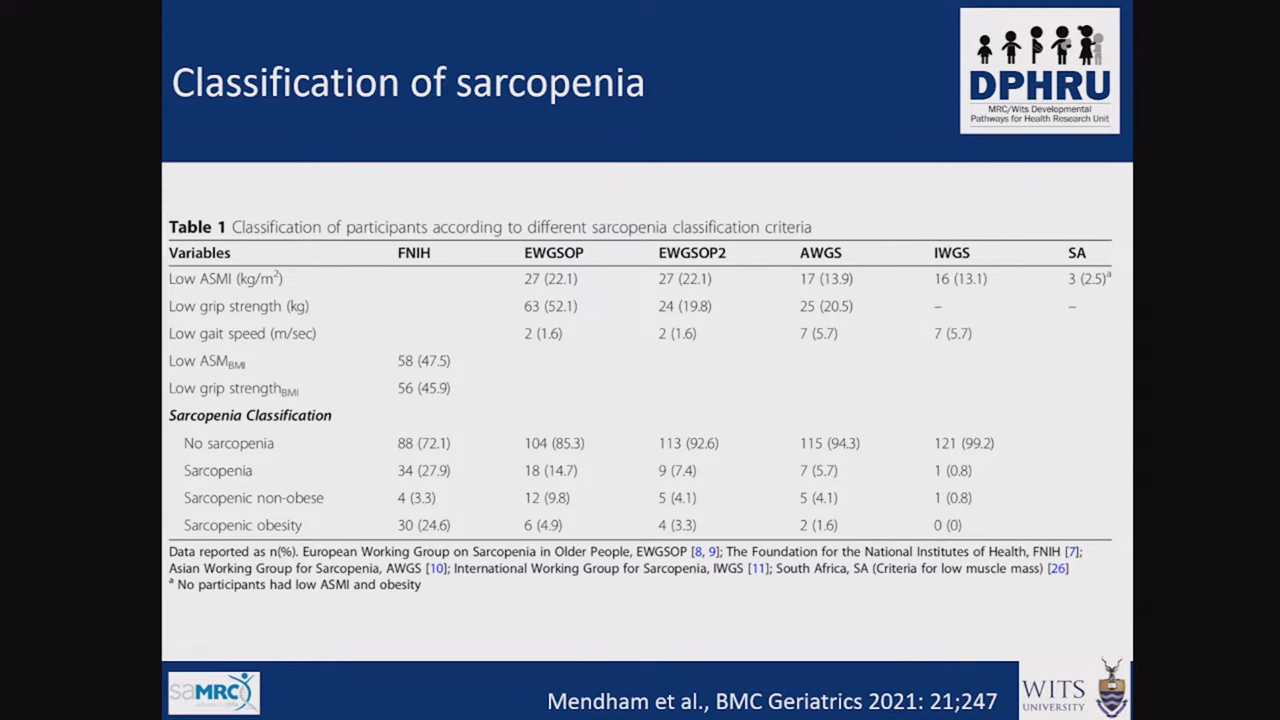 Classification of sarcopenia
DPHRU
MRC/Wits Developmental
Pathways for Health Research Unit
Table 1 Classification of participants according to different sarcopenia classification criteria
Variables FNIH EWGSOP EWGSOP2 AWGS IWGS SA
Low ASMI (kg/m²) 27 (22.1) 27 (22.1) 17 (13.9) 16 (13.1) 3 (2.5)ᵃ
Low grip strength (kg) 63 (52.1) 24 (19.8) 25 (20.5) – –
Low gait speed (m/sec) 2 (1.6) 2 (1.6) 7 (5.7) 7 (5.7)
Low ASMBMI 58 (47.5)
Low grip strengthBMI 56 (45.9)
Sarcopenia Classification
No sarcopenia 88 (72.1) 104 (85.3) 113 (92.6) 115 (94.3) 121 (99.2)
Sarcopenia 34 (27.9) 18 (14.7) 9 (7.4) 7 (5.7) 1 (0.8)
Sarcopenic non-obese 4 (3.3) 12 (9.8) 5 (4.1) 5 (4.1) 1 (0.8)
Sarcopenic obesity 30 (24.6) 6 (4.9) 4 (3.3) 2 (1.6) 0 (0)
Data reported as n(%). European Working Group on Sarcopenia in Older People, EWGSOP [8, 9]; The Foundation for the National Institutes of Health, FNIH [7];
Asian Working Group for Sarcopenia, AWGS [10]; International Working Group for Sarcopenia, IWGS [11]; South Africa, SA (Criteria for low muscle mass) [26]
ᵃ No participants had low ASMI and obesity
saMRC
Mendham et al., BMC Geriatrics 2021: 21;247
WITS
UNIVERSITY